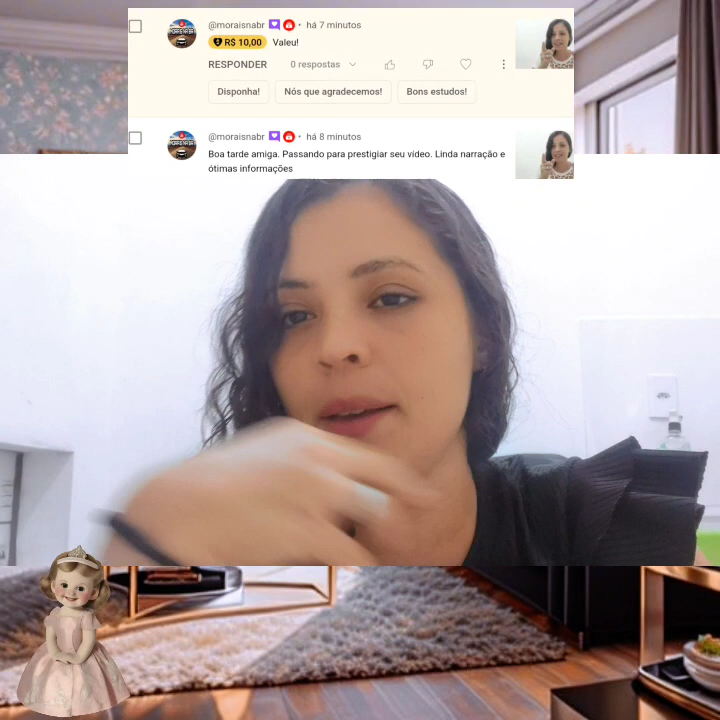 @moraisnabr • há 7 minutos
R$ 10,00 Valeu!
RESPONDER 0 respostas
Disponha! Nós que agradecemos! Bons estudos!
@moraisnabr • há 8 minutos
Boa tarde amiga. Passando para prestigiar seu vídeo. Linda narração e
ótimas informações